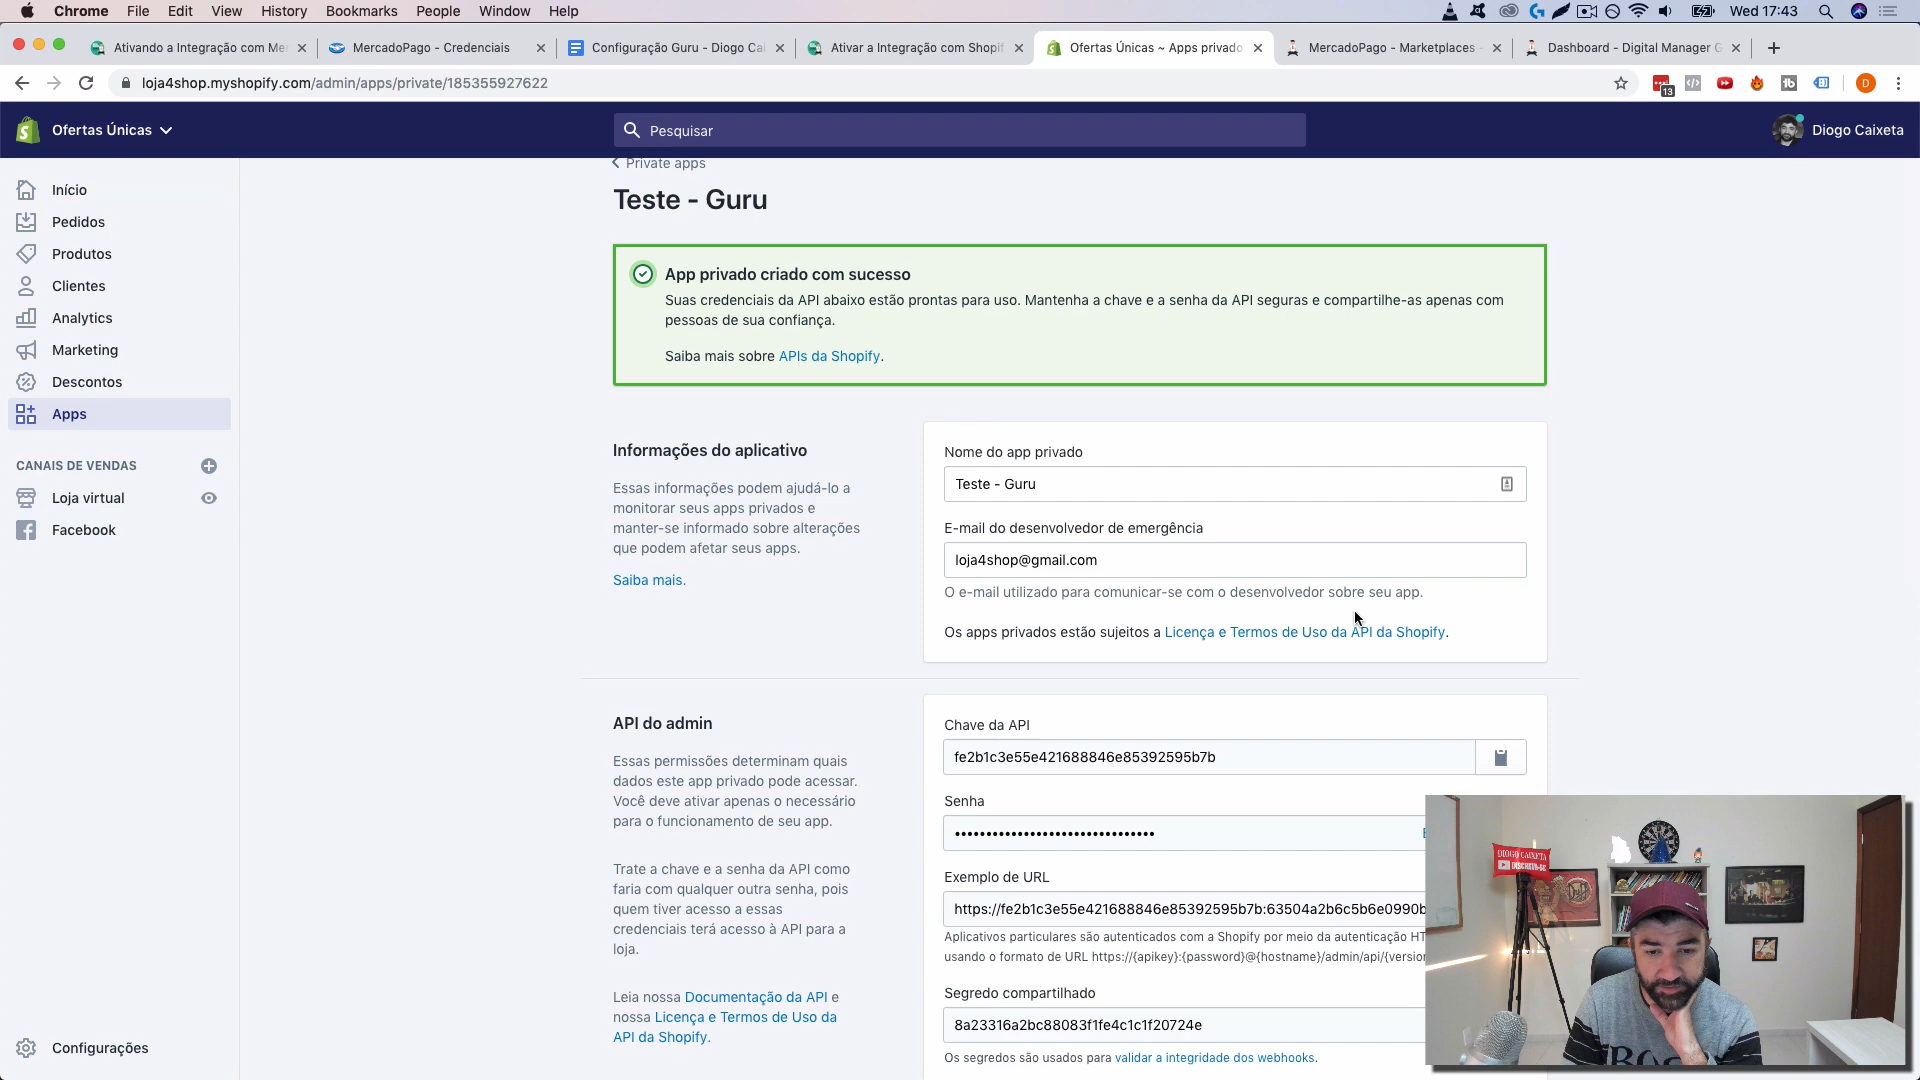 Chrome File Edit View History Bookmarks People Window Help
Wed 17:43
Ativando a Integração com Me
MercadoPago - Credenciais
Configuração Guru - Diogo Cai
Ativar a Integração com Shopif
Ofertas Únicas ~ Apps privado
MercadoPago - Marketplaces
Dashboard - Digital Manager G
loja4shop.myshopify.com/admin/apps/private/185355927622
13
Ofertas Únicas
Pesquisar
Diogo Caixeta
Início
Pedidos
Produtos
Clientes
Analytics
Marketing
Descontos
Apps
CANAIS DE VENDAS
Loja virtual
Facebook
Configurações
Private apps
Teste - Guru
App privado criado com sucesso
Suas credenciais da API abaixo estão prontas para uso. Mantenha a chave e a senha da API seguras e compartilhe-as apenas com
pessoas de sua confiança.
Saiba mais sobre APIs da Shopify.
Informações do aplicativo
Essas informações podem ajudá-lo a
monitorar seus apps privados e
manter-se informado sobre alterações
que podem afetar seus apps.
Saiba mais.
Nome do app privado
Teste - Guru
E-mail do desenvolvedor de emergência
loja4shop@gmail.com
O e-mail utilizado para comunicar-se com o desenvolvedor sobre seu app.
Os apps privados estão sujeitos a Licença e Termos de Uso da API da Shopify.
API do admin
Essas permissões determinam quais
dados este app privado pode acessar.
Você deve ativar apenas o necessário
para o funcionamento de seu app.
Trate a chave e a senha da API como
faria com qualquer outra senha, pois
quem tiver acesso a essas
credenciais terá acesso à API para a
loja.
Leia nossa Documentação da API e
nossa Licença e Termos de Uso da
API da Shopify.
Chave da API
fe2b1c3e55e421688846e85392595b7b
Senha
••••••••••••••••••••••••••••••••
Exemplo de URL
https://fe2b1c3e55e421688846e85392595b7b:63504a2b6c5b6e0990b
Aplicativos particulares são autenticados com a Shopify por meio da autenticação HT
usando o formato de URL https://{apikey}:{password}@{hostname}/admin/api/{version
Segredo compartilhado
8a23316a2bc88083f1fe4c1c1f20724e
Os segredos são usados para validar a integridade dos webhooks.
DIOGO CAIXETA
INSCREVA-SE